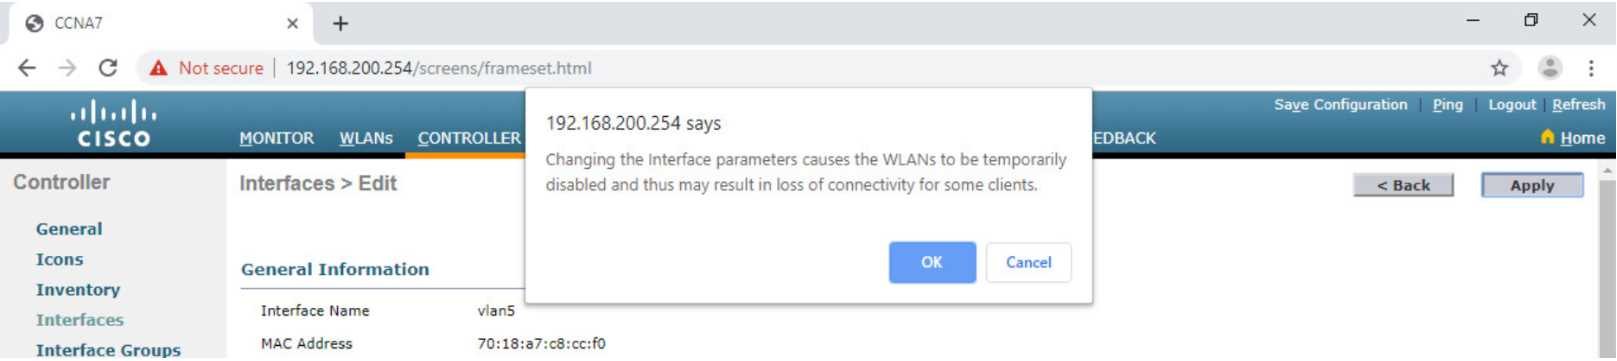 CCNA7
Not secure | 192.168.200.254/screens/frameset.html
Save Configuration | Ping | Logout | Refresh
CISCO
MONITOR WLANs CONTROLLER EDBACK Home
192.168.200.254 says
Changing the Interface parameters causes the WLANs to be temporarily
disabled and thus may result in loss of connectivity for some clients.
OK Cancel
Controller
General
Icons
Inventory
Interfaces
Interface Groups
Interfaces > Edit
< Back Apply
General Information
Interface Name vlan5
MAC Address 70:18:a7:c8:cc:f0